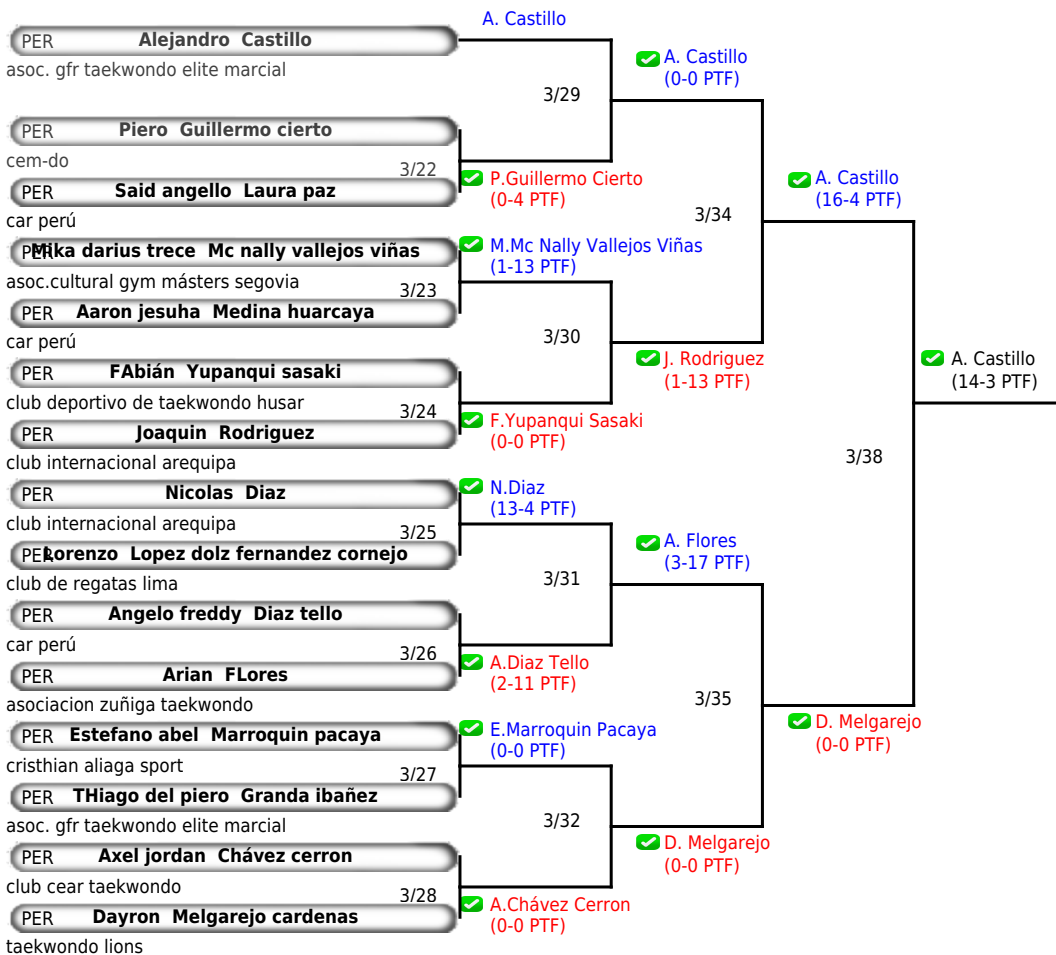 PER Alejandro Castillo
asoc. gfr taekwondo elite marcial
PER Piero Guillermo cierto
cem-do
3/22
PER Said angello Laura paz
car perú
PER Mika darius trece Mc nally vallejos viñas
asoc.cultural gym másters segovia
3/23
PER Aaron jesuha Medina huarcaya
car perú
PER FAbián Yupanqui sasaki
club deportivo de taekwondo husar
3/24
PER Joaquin Rodriguez
club internacional arequipa
PER Nicolas Diaz
club internacional arequipa
3/25
PER Lorenzo Lopez dolz fernandez cornejo
club de regatas lima
PER Angelo freddy Diaz tello
car perú
3/26
PER Arian FLores
asociacion zuñiga taekwondo
PER Estefano abel Marroquin pacaya
cristhian aliaga sport
3/27
PER THiago del piero Granda ibañez
asoc. gfr taekwondo elite marcial
PER Axel jordan Chávez cerron
club cear taekwondo
3/28
PER Dayron Melgarejo cardenas
taekwondo lions
A. Castillo
3/29
P.Guillermo Cierto
(0-4 PTF)
M.Mc Nally Vallejos Viñas
(1-13 PTF)
3/30
F.Yupanqui Sasaki
(0-0 PTF)
N.Diaz
(13-4 PTF)
3/31
A.Diaz Tello
(2-11 PTF)
E.Marroquin Pacaya
(0-0 PTF)
3/32
A.Chávez Cerron
(0-0 PTF)
A. Castillo
(0-0 PTF)
3/34
J. Rodriguez
(1-13 PTF)
A. Flores
(3-17 PTF)
3/35
D. Melgarejo
(0-0 PTF)
A. Castillo
(16-4 PTF)
3/38
D. Melgarejo
(0-0 PTF)
A. Castillo
(14-3 PTF)